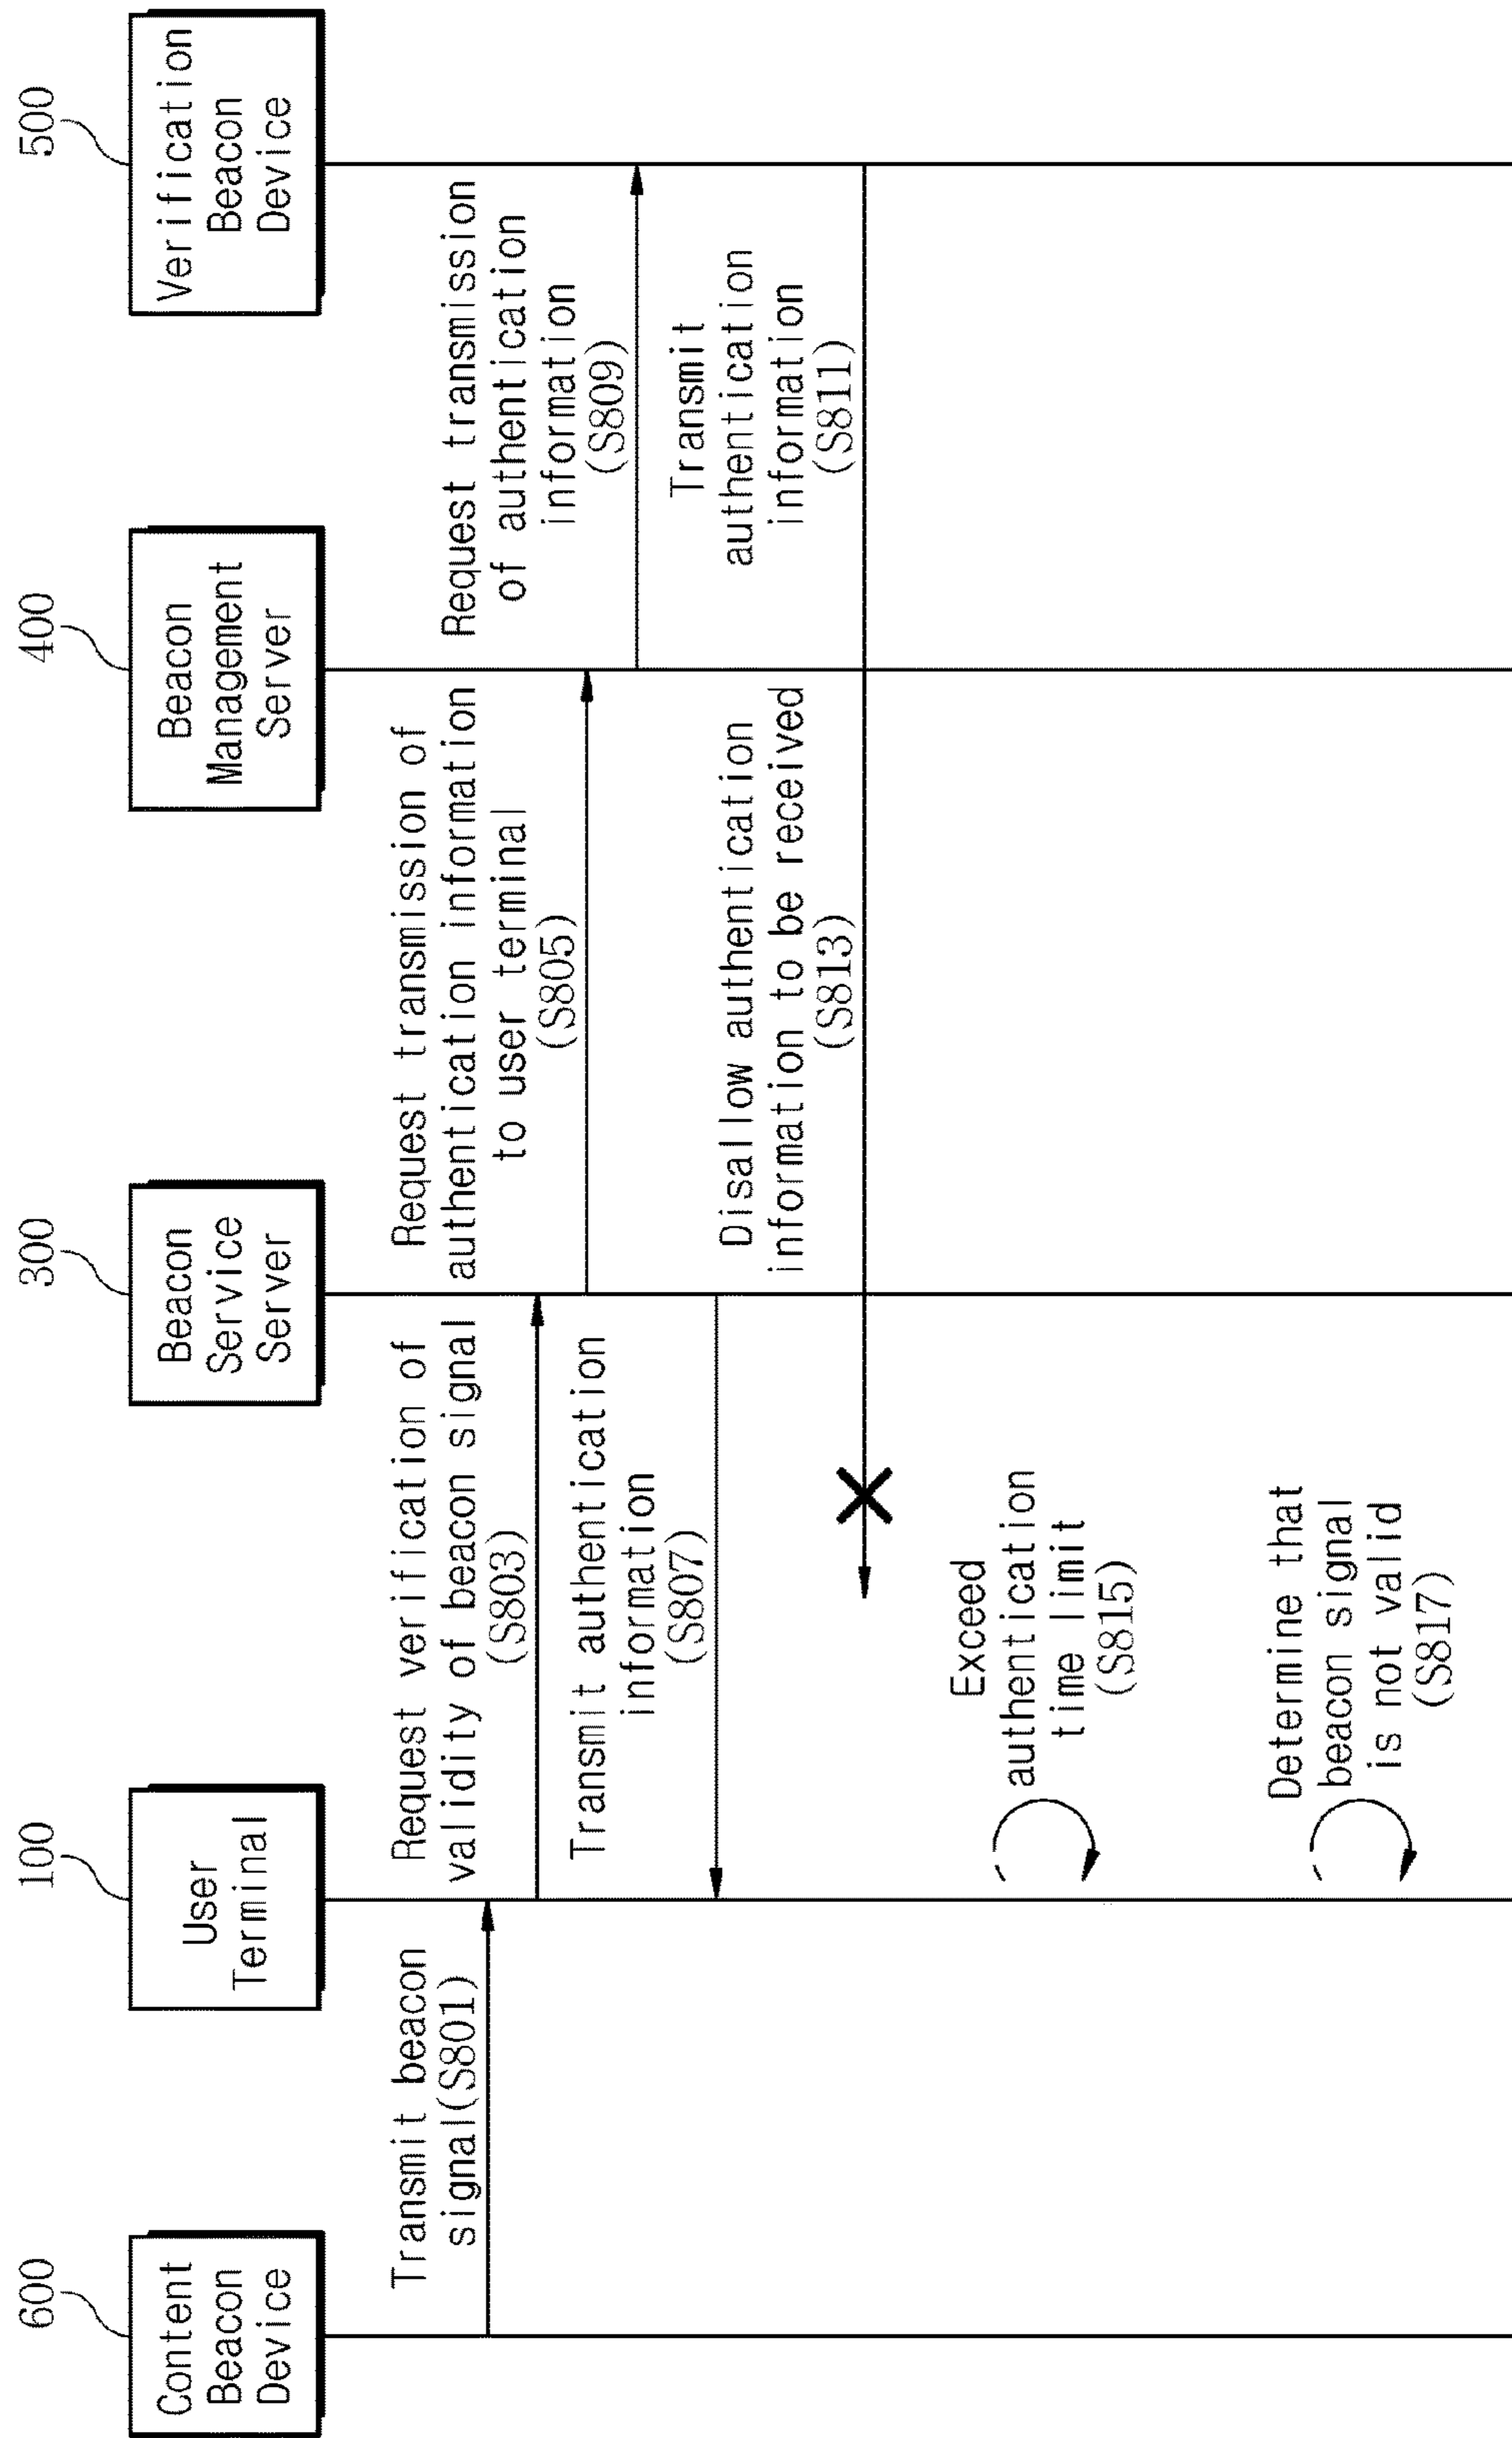 600
Content
Beacon
Device
100
User
Terminal
300
Beacon
Service
Server
400
Beacon
Management
Server
500
Verification
Beacon
Device
Transmit beacon
signal(S801)
Request verification of
validity of beacon signal
(S803)
Request transmission of
authentication information
to user terminal
(S805)
Transmit authentication
information
(S807)
Request transmission
of authentication
information
(S809)
Transmit
authentication
information
(S811)
Disallow authentication
information to be received
(S813)
Exceed
authentication
time limit
(S815)
Determine that
beacon signal
is not valid
(S817)